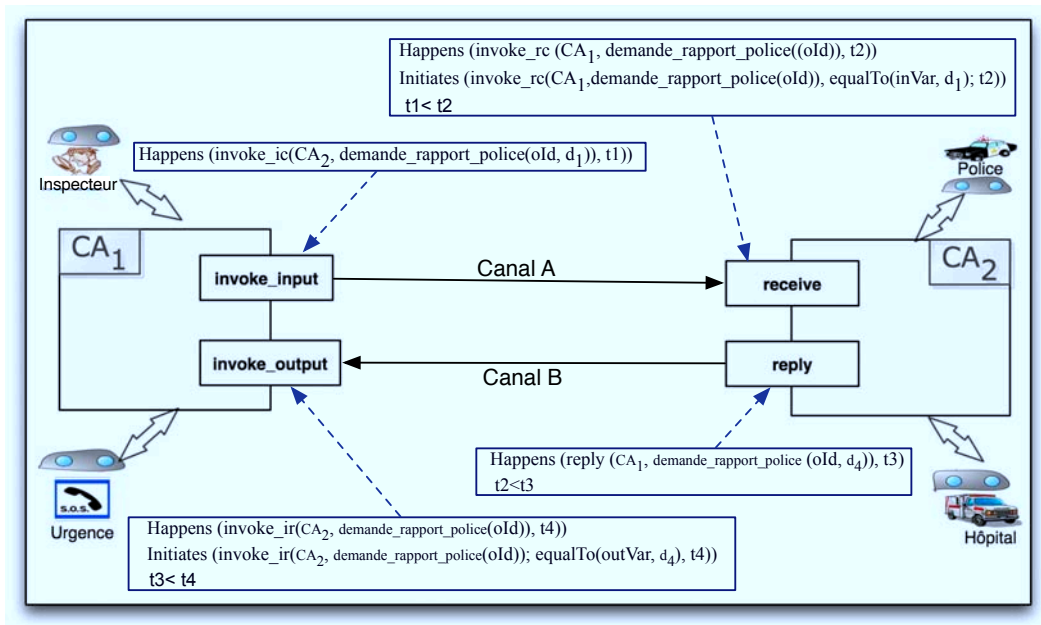 Happens (invoke_rc (CA1, demande_rapport_police((oId)), t2))
Initiates (invoke_rc(CA1,demande_rapport_police(oId)), equalTo(inVar, d1); t2))
t1< t2
Happens (invoke_ic(CA2, demande_rapport_police(oId, d1)), t1))
Inspecteur
Police
CA1
CA2
invoke_input
Canal A
receive
invoke_output
Canal B
reply
Happens (reply (CA1, demande_rapport_police (oId, d4)), t3)
t2<t3
S.O.S.
Urgence
Hôpital
Happens (invoke_ir(CA2, demande_rapport_police(oId)), t4))
Initiates (invoke_ir(CA2, demande_rapport_police(oId)); equalTo(outVar, d4), t4))
t3< t4